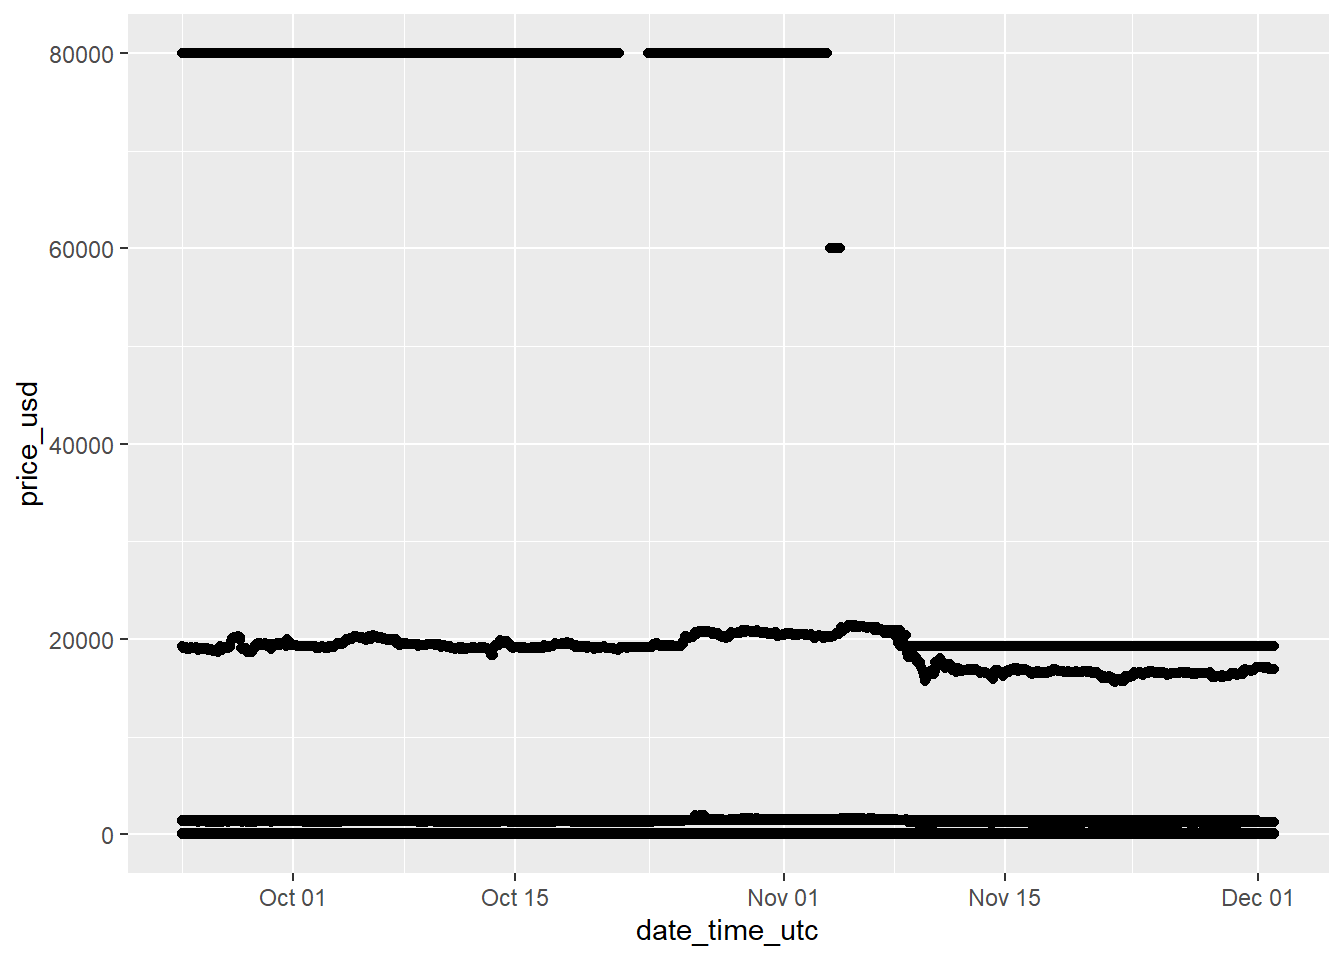 80000
60000
40000
20000
0
price_usd
Oct 01
Oct 15
Nov 01
Nov 15
Dec 01
date_time_utc